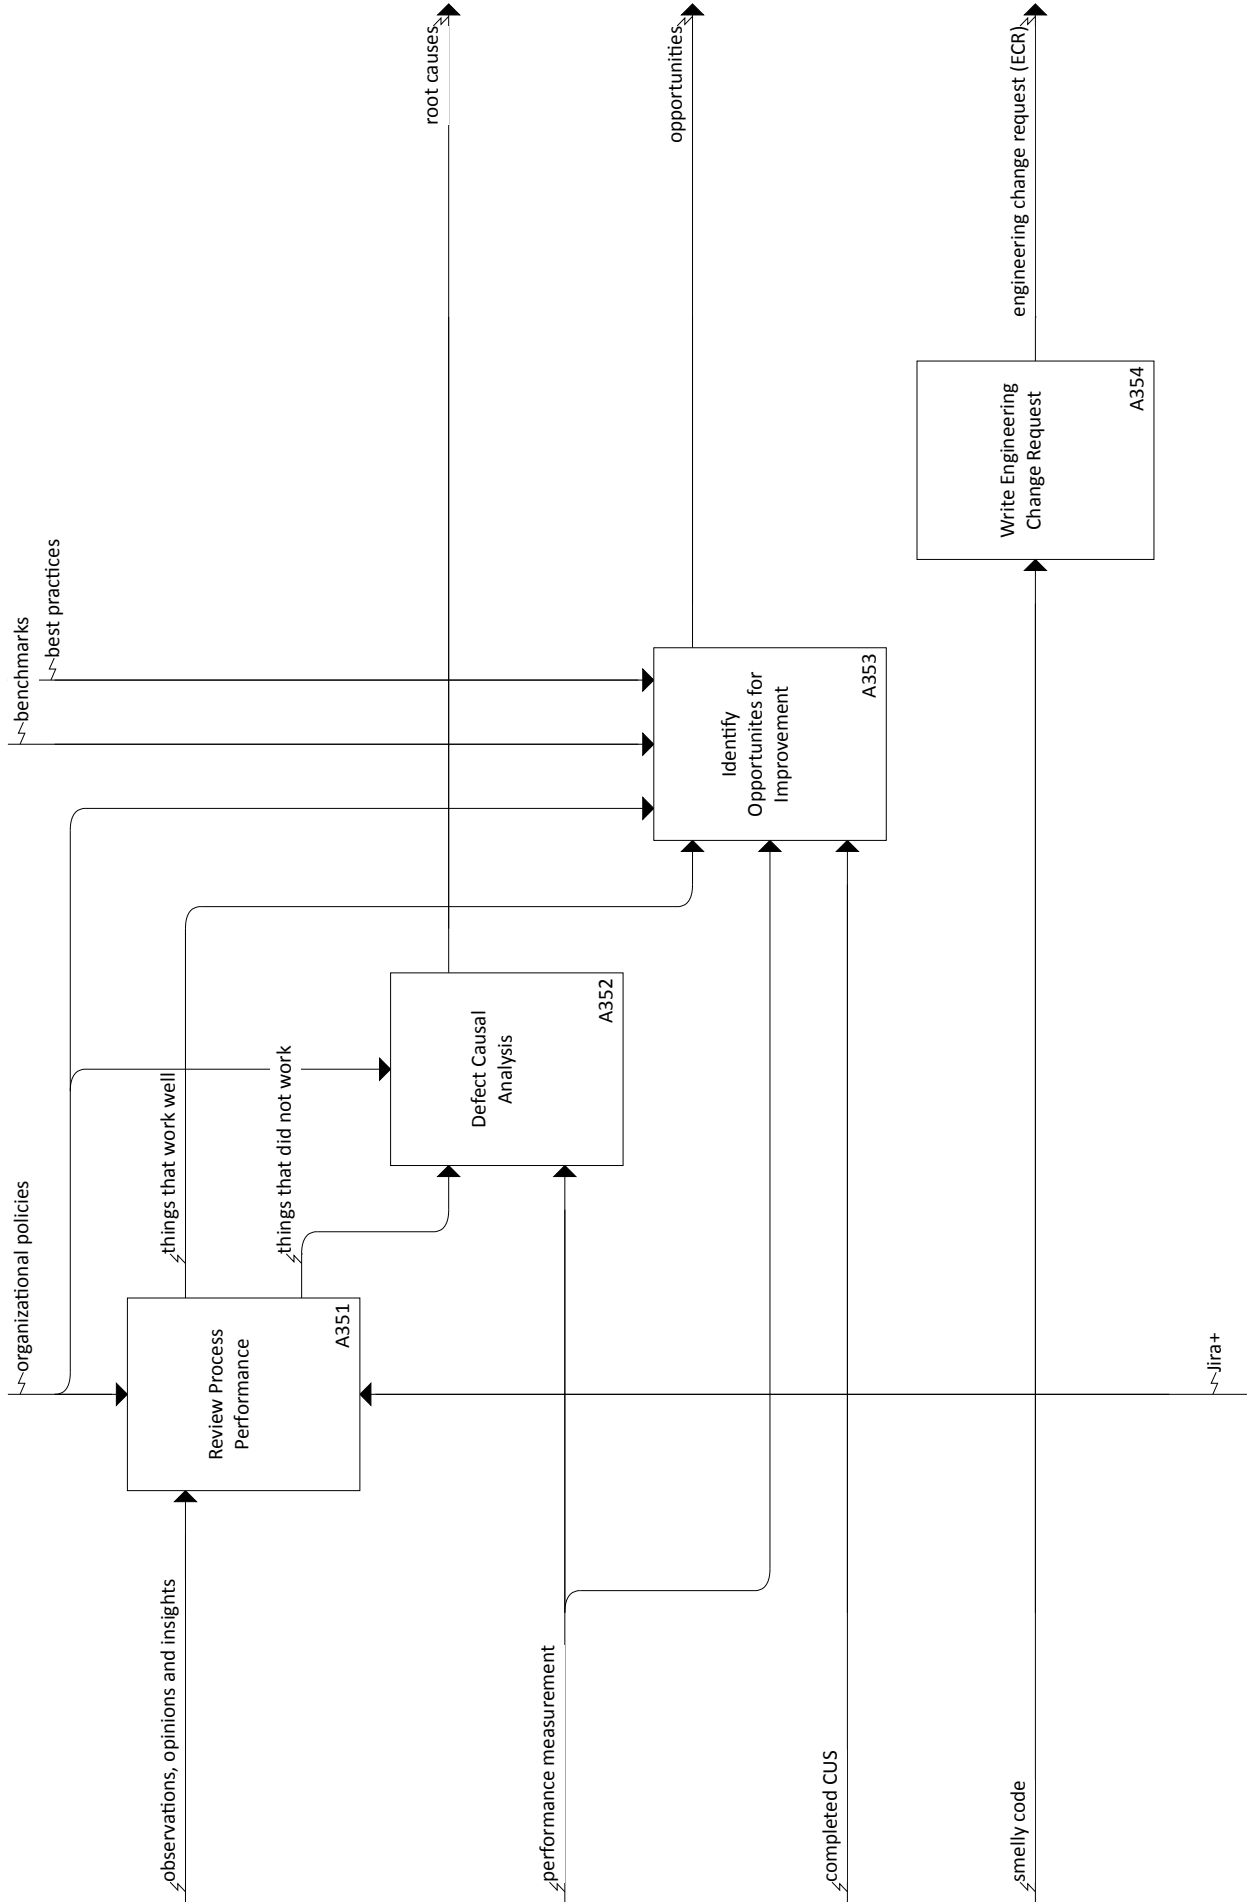 organizational policies
benchmarks
best practices
observations, opinions and insights
Review Process
Performance
A351
things that work well
things that did not work
root causes
performance measurement
Defect Causal
Analysis
A352
opportunities
Identify
Opportunites for
Improvement
A353
completed CUS
smelly code
Write Engineering
Change Request
A354
engineering change request (ECR)
Jira+